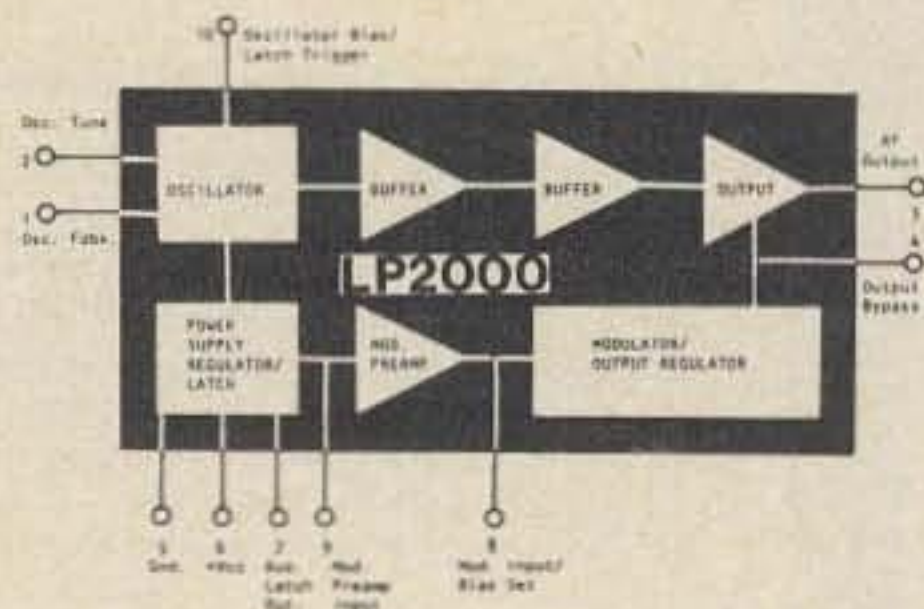 10 Oscillator Bias/
Latch Trigger
Osc. Tune
2
OSCILLATOR
BUFFER
BUFFER
OUTPUT
RF
Output
3
1
Osc. Fdbk.
4
Output
Bypass
LP2000
POWER
SUPPLY
REGULATOR/
LATCH
MOD.
PREAMP
MODULATOR/
OUTPUT REGULATOR
5
Gnd.
6
+Vcc
7
Aux.
Latch
Out.
9
Mod.
Preamp
Input
8
Mod. Input/
Bias Set